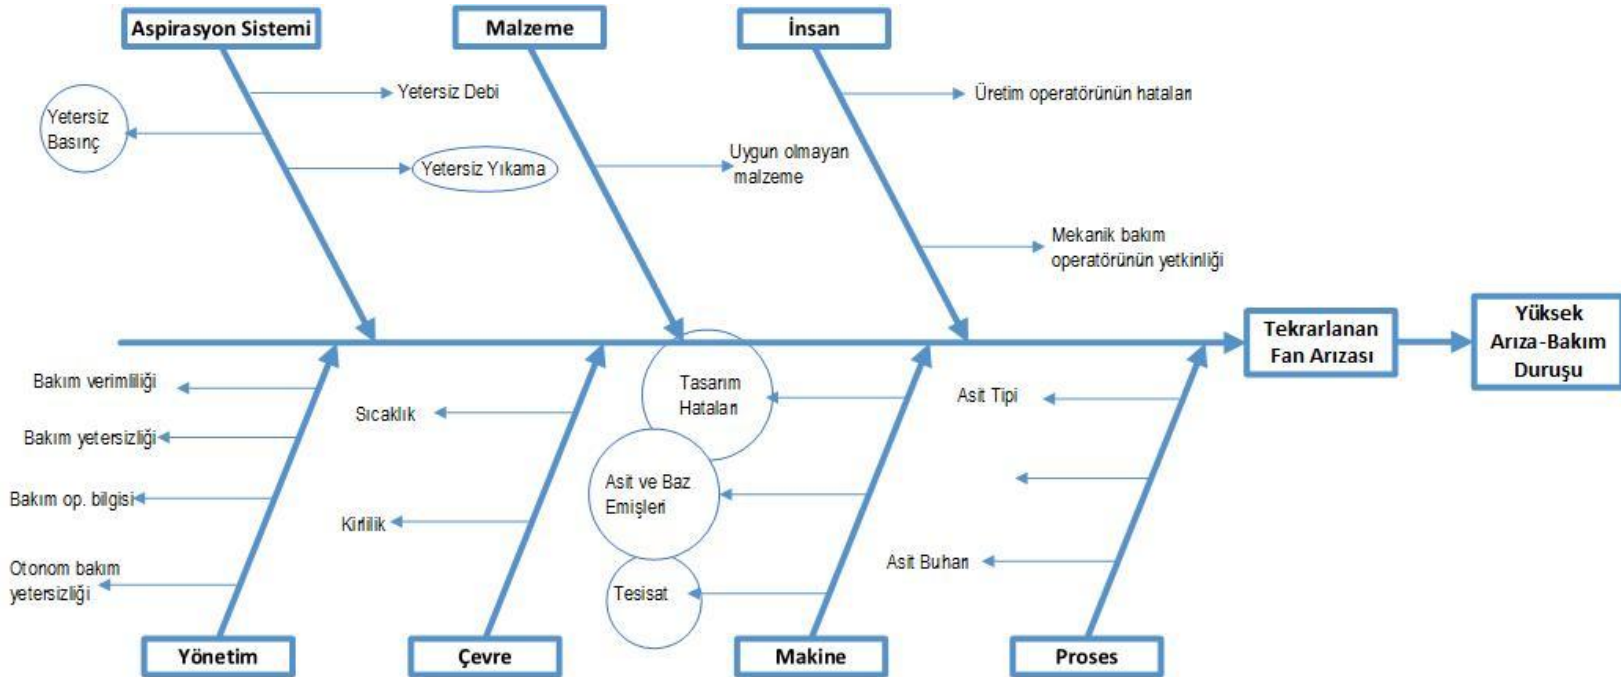 Aspirasyon Sistemi
Malzeme
İnsan
Yetersiz Debi
Üretim operatörünün hataları
Yetersiz
Basınç
Yetersiz Yıkama
Uygun olmayan
malzeme
Mekanik bakım
operatörünün yetkinliği
Tekrarlanan
Fan Arızası
Yüksek
Arıza-Bakım
Duruşu
Bakım verimliliği
Bakım yetersizliği
Bakım op. bilgisi
Otonom bakım
yetersizliği
Sıcaklık
Kirlilik
Tasarım
Hataları
Asit ve Baz
Emişleri
Tesisat
Asit Tipi
Asit Buharı
Yönetim
Çevre
Makine
Proses